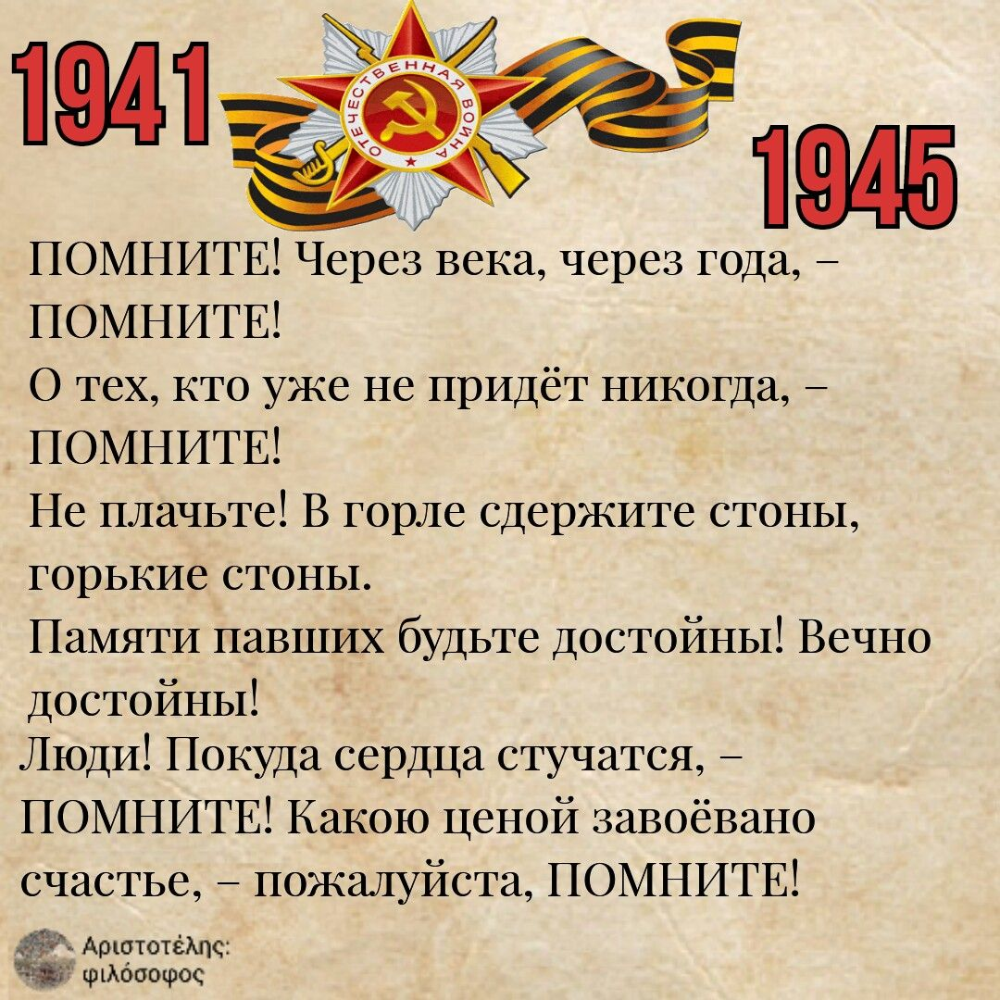 1941
ОТЕЧЕСТВЕННАЯ ВОЙНА
1945
ПОМНИТЕ! Через века, через года, –
ПОМНИТЕ!
О тех, кто уже не придёт никогда, –
ПОМНИТЕ!
Не плачьте! В горле сдержите стоны,
горькие стоны.
Памяти павших будьте достойны! Вечно
достойны!
Люди! Покуда сердца стучатся, –
ПОМНИТЕ! Какою ценой завоёвано
счастье, – пожалуйста, ПОМНИТЕ!
Αριστοτέλης:
φιλόσοφος